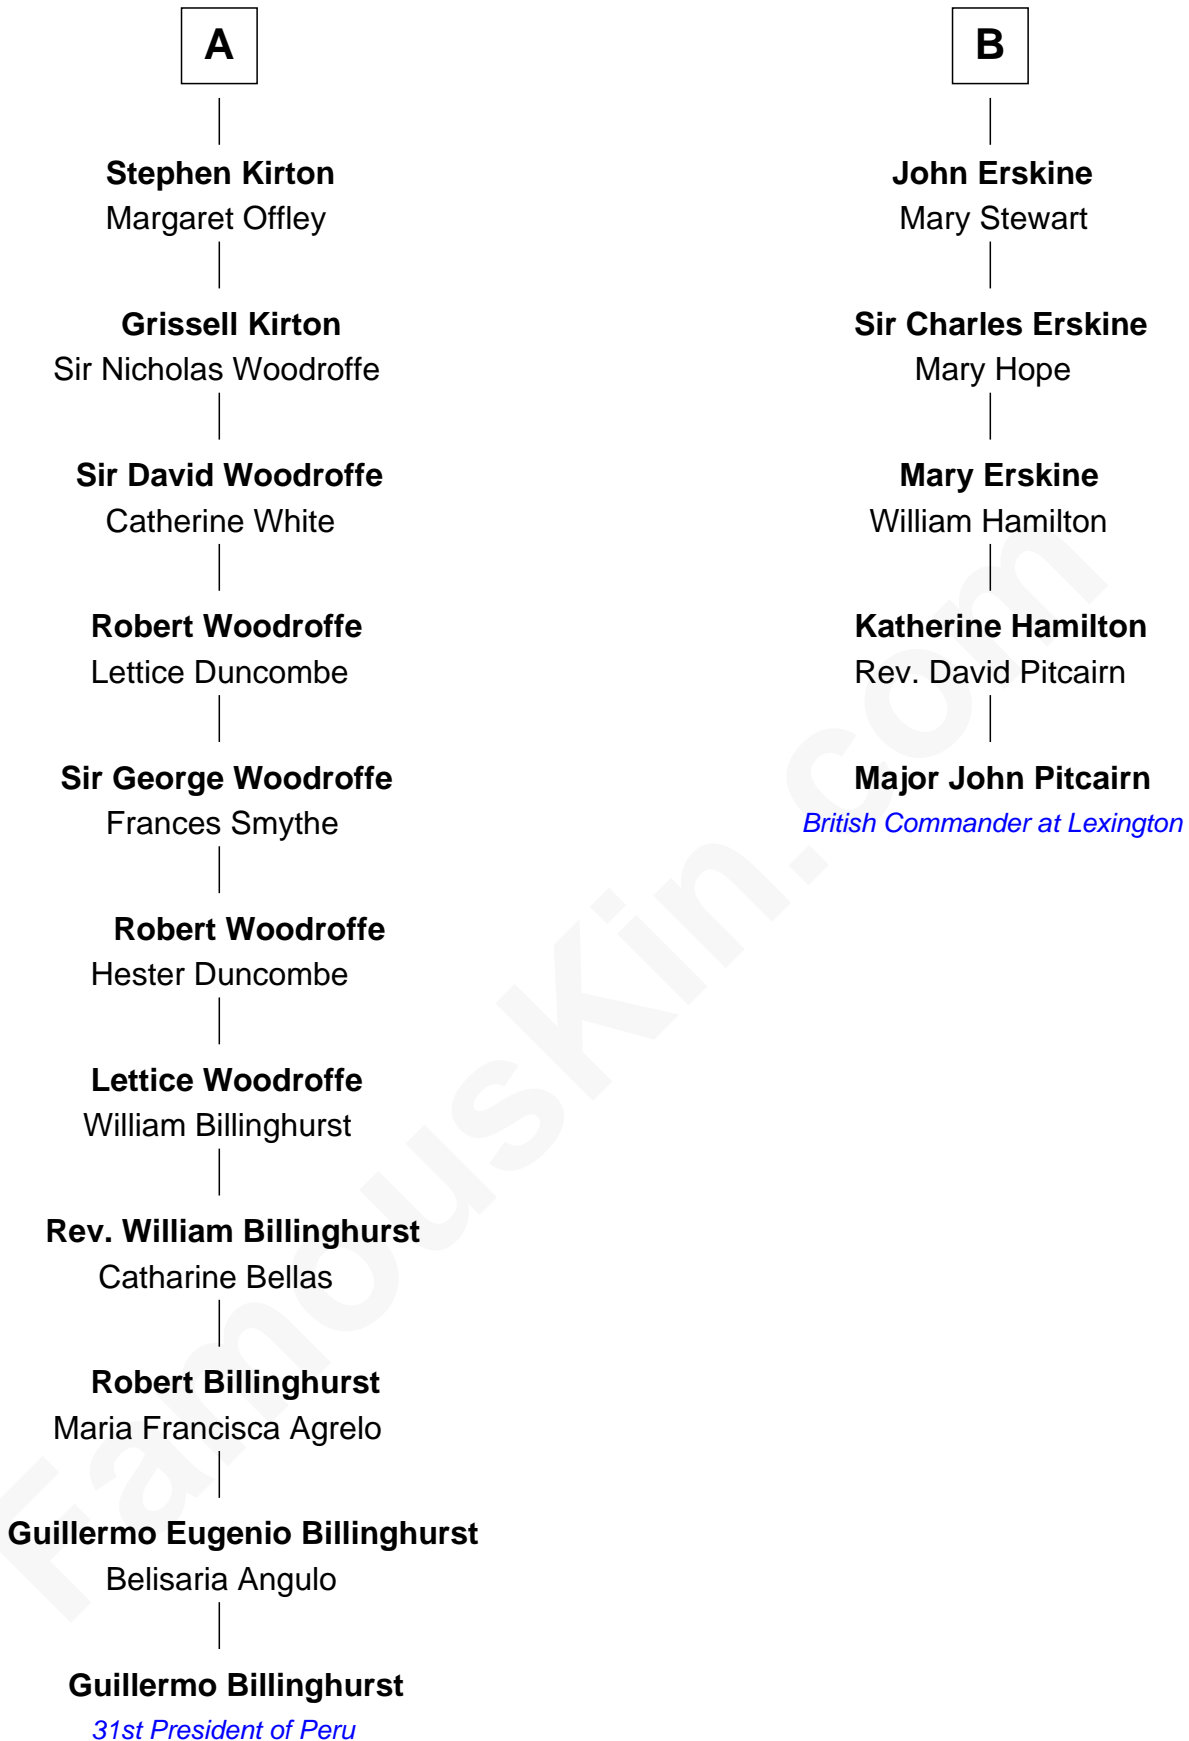 A
Stephen Kirton
Margaret Offley
Grissell Kirton
Sir Nicholas Woodroffe
Sir David Woodroffe
Catherine White
Robert Woodroffe
Lettice Duncombe
Sir George Woodroffe
Frances Smythe
Robert Woodroffe
Hester Duncombe
Lettice Woodroffe
William Billinghurst
Rev. William Billinghurst
Catharine Bellas
Robert Billinghurst
Maria Francisca Agrelo
Guillermo Eugenio Billinghurst
Belisaria Angulo
Guillermo Billinghurst
31st President of Peru
B
John Erskine
Mary Stewart
Sir Charles Erskine
Mary Hope
Mary Erskine
William Hamilton
Katherine Hamilton
Rev. David Pitcairn
Major John Pitcairn
British Commander at Lexington
FamousKin.com